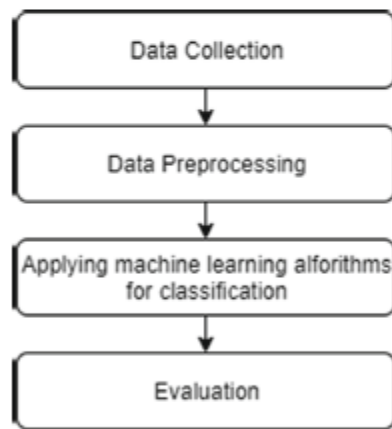 Data Collection
Data Preprocessing
Applying machine learning alforithms
for classification
Evaluation